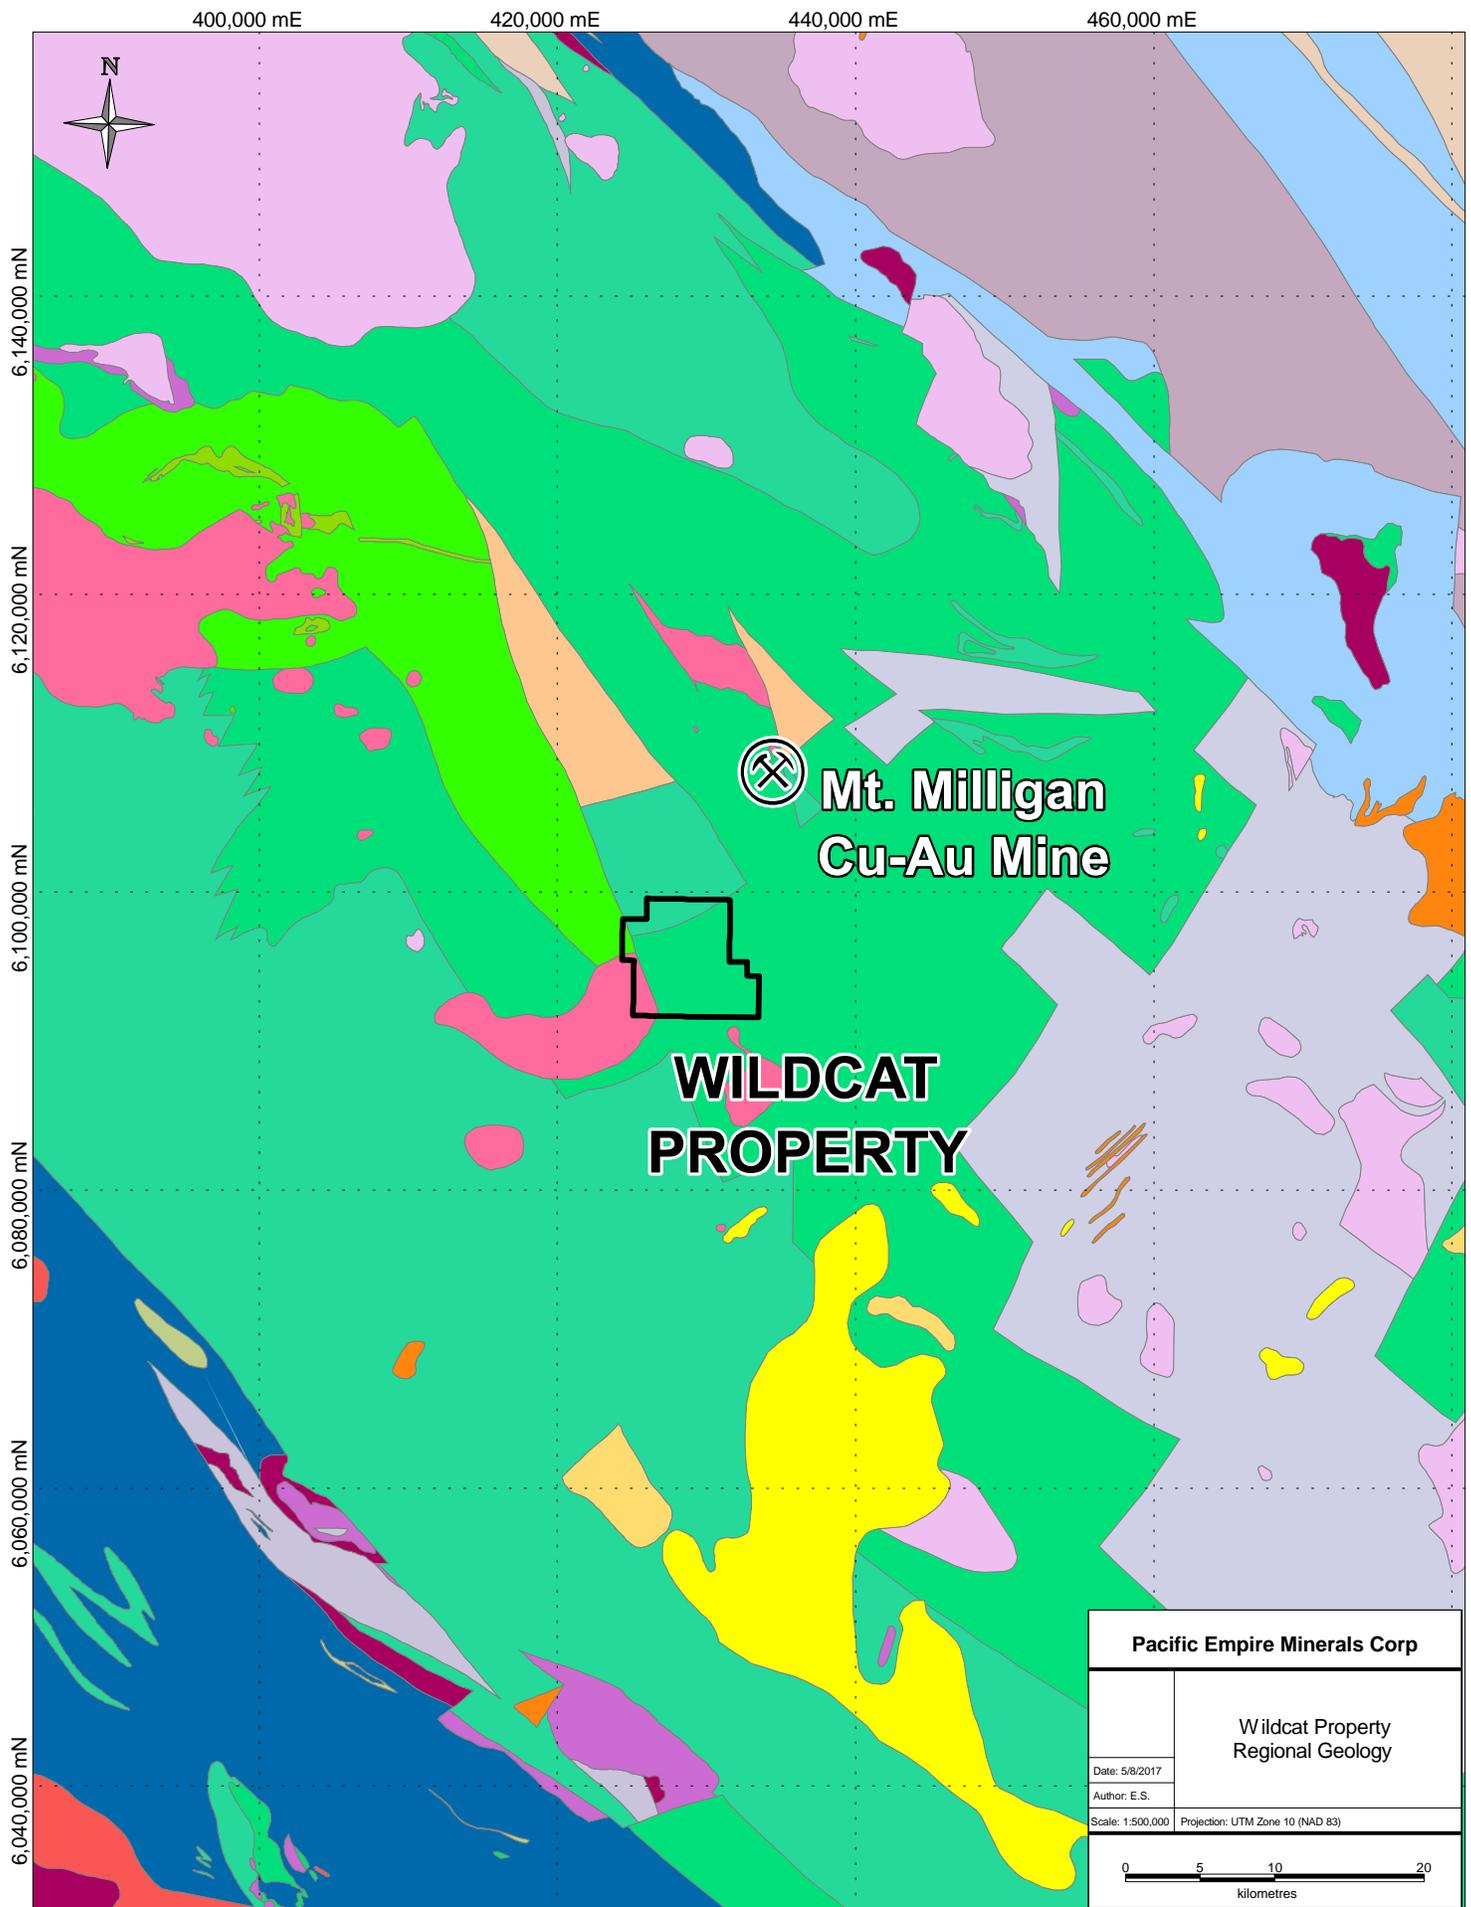 400,000 mE
420,000 mE
440,000 mE
460,000 mE
N
6,140,000 mN
6,120,000 mN
Mt. Milligan
Cu-Au Mine
6,100,000 mN
WILDCAT
PROPERTY
6,080,000 mN
6,060,000 mN
6,040,000 mN
Pacific Empire Minerals Corp
Wildcat Property
Regional Geology
Date: 5/8/2017
Author: E.S.
Scale: 1:500,000
Projection: UTM Zone 10 (NAD 83)
0 5 10 20
kilometres